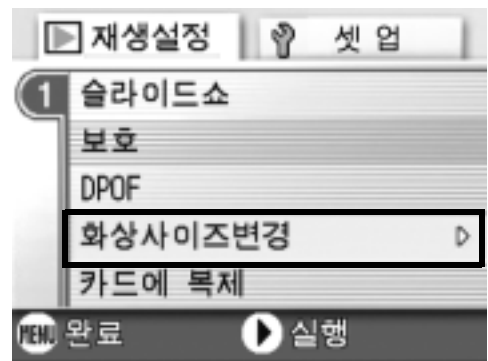 재생설정 셋 업
1 슬라이드쇼
보호
DPOF
화상사이즈변경
카드에 복제
MENU 완료 실행